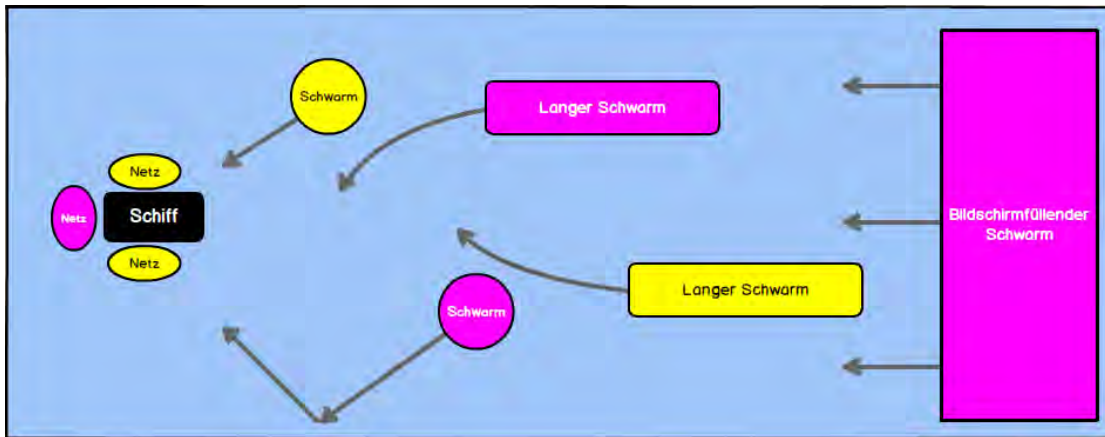 Schwarm
Langer Schwarm
Netz
Netz
Schiff
Netz
Bildschirmfüllender
Schwarm
Langer Schwarm
Schwarm